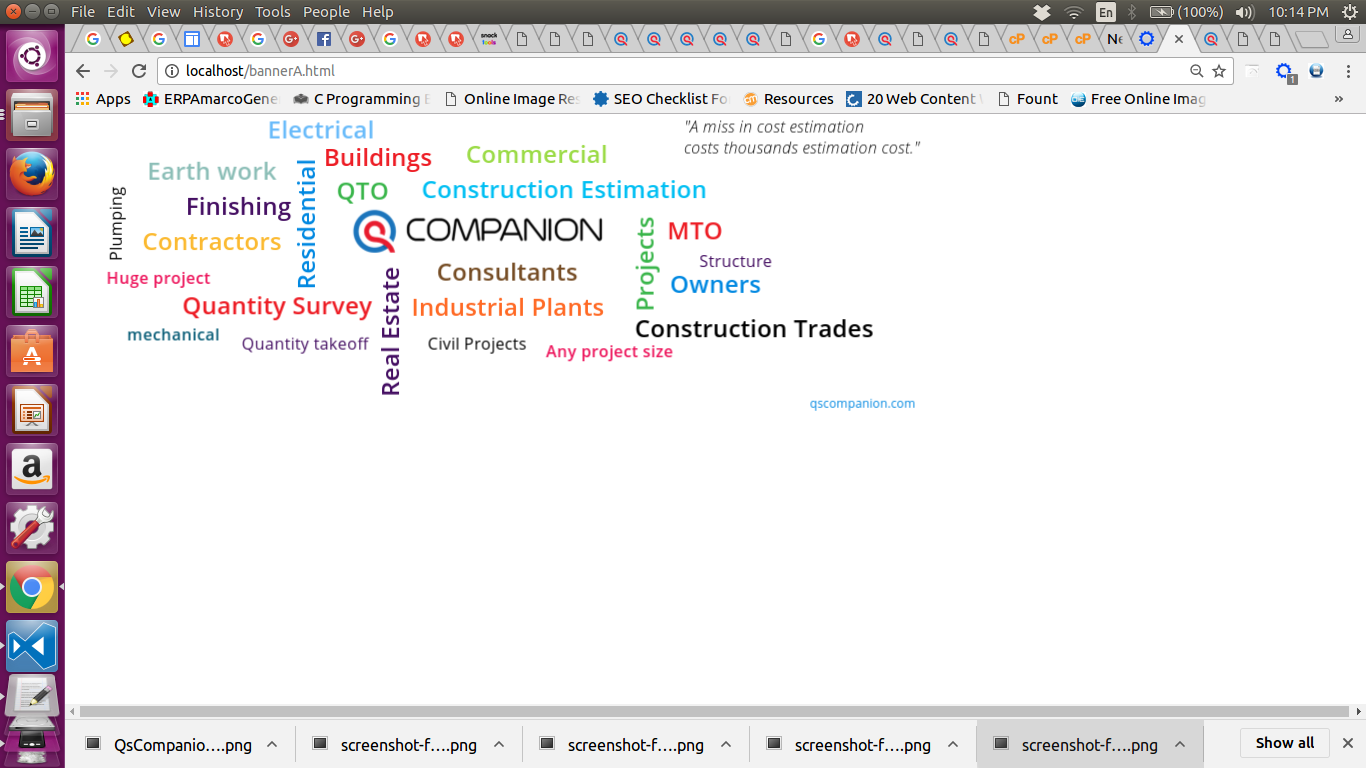 File Edit View History Tools People Help
En (100%) 10:14 PM
localhost/bannerA.html
Apps ERPAmarcoGene C Programming Online Image Res SEO Checklist Fo Resources 20 Web Content Fount Free Online Imag »
"A miss in cost estimation
costs thousands estimation cost."
Electrical
Buildings
Commercial
Earth work
Residential
QTO
Construction Estimation
Plumping
Finishing
COMPANION
Projects
MTO
Contractors
Structure
Huge project
Real Estate
Consultants
Owners
Quantity Survey
Industrial Plants
Construction Trades
mechanical
Quantity takeoff
Civil Projects
Any project size
qscompanion.com
QsCompanio....png screenshot-f....png screenshot-f....png screenshot-f....png screenshot-f....png Show all